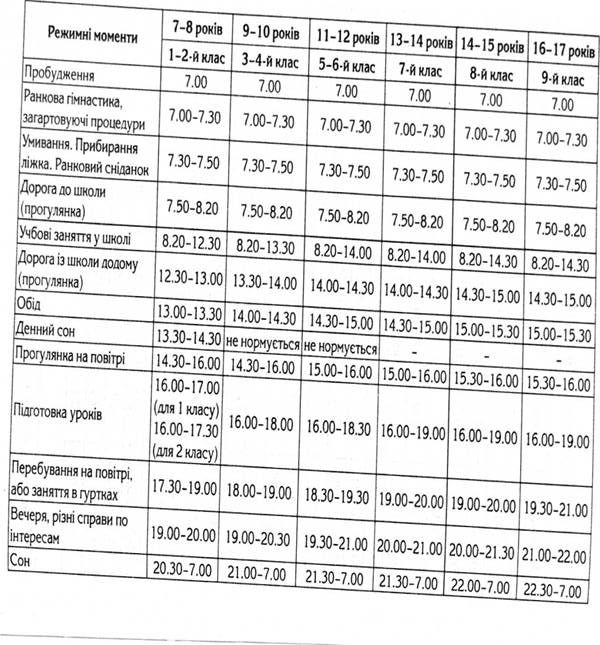 Режимні моменти 7–8 років 9–10 років 11–12 років 13–14 років 14–15 років 16–17 років
1–2-й клас 3–4-й клас 5–6-й клас 7-й клас 8-й клас 9-й клас
Пробудження 7.00 7.00 7.00 7.00 7.00 7.00
Ранкова гімнастика,
загартовуючі процедури 7.00–7.30 7.00–7.30 7.00–7.30 7.00–7.30 7.00–7.30 7.00–7.30
Умивання. Прибирання
ліжка. Ранковий сніданок 7.30–7.50 7.30–7.50 7.30–7.50 7.30–7.50 7.30–7.50 7.30–7.50
Дорога до школи
(прогулянка) 7.50–8.20 7.50–8.20 7.50–8.20 7.50–8.20 7.50–8.20 7.50–8.20
Учбові заняття у школі 8.20–12.30 8.20–13.30 8.20–14.00 8.20–14.00 8.20–14.30 8.20–14.30
Дорога із школи додому
(прогулянка) 12.30–13.00 13.30–14.00 14.00–14.30 14.00–14.30 14.30–15.00 14.30–15.00
Обід 13.00–13.30 14.00–14.30 14.30–15.00 14.30–15.00 15.00–15.30 15.00–15.30
Денний сон 13.30–14.30 не нормується не нормується – – –
Прогулянка на повітрі 14.30–16.00 14.30–16.00 15.00–16.00 15.00–16.00 15.30–16.00 15.30–16.00
Підготовка уроків 16.00–17.00
(для 1 класу)
16.00–17.30
(для 2 класу) 16.00–18.00 16.00–18.30 16.00–19.00 16.00–19.00 16.00–19.00
Перебування на повітрі,
або заняття в гуртках 17.30–19.00 18.00–19.00 18.30–19.30 19.00–20.00 19.00–20.00 19.30–21.00
Вечеря, різні справи по
інтересам 19.00–20.00 19.00–20.30 19.30–21.00 20.00–21.00 20.00–21.30 21.00–22.00
Сон 20.30–7.00 21.00–7.00 21.30–7.00 21.30–7.00 22.00–7.00 22.30–7.00